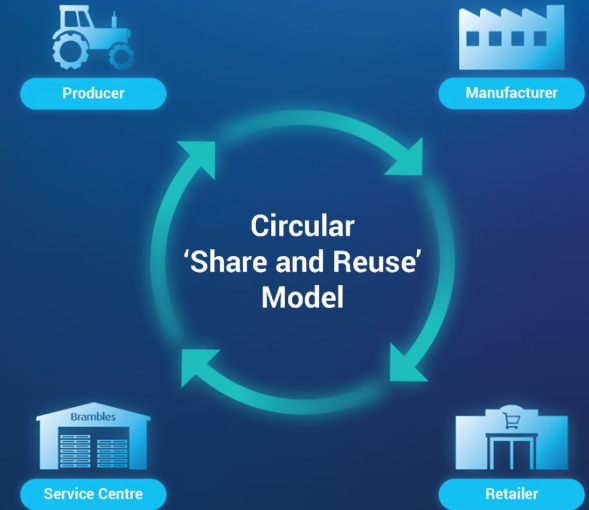 Producer
Manufacturer
Circular
‘Share and Reuse’
Model
Brambles
Service Centre
Retailer